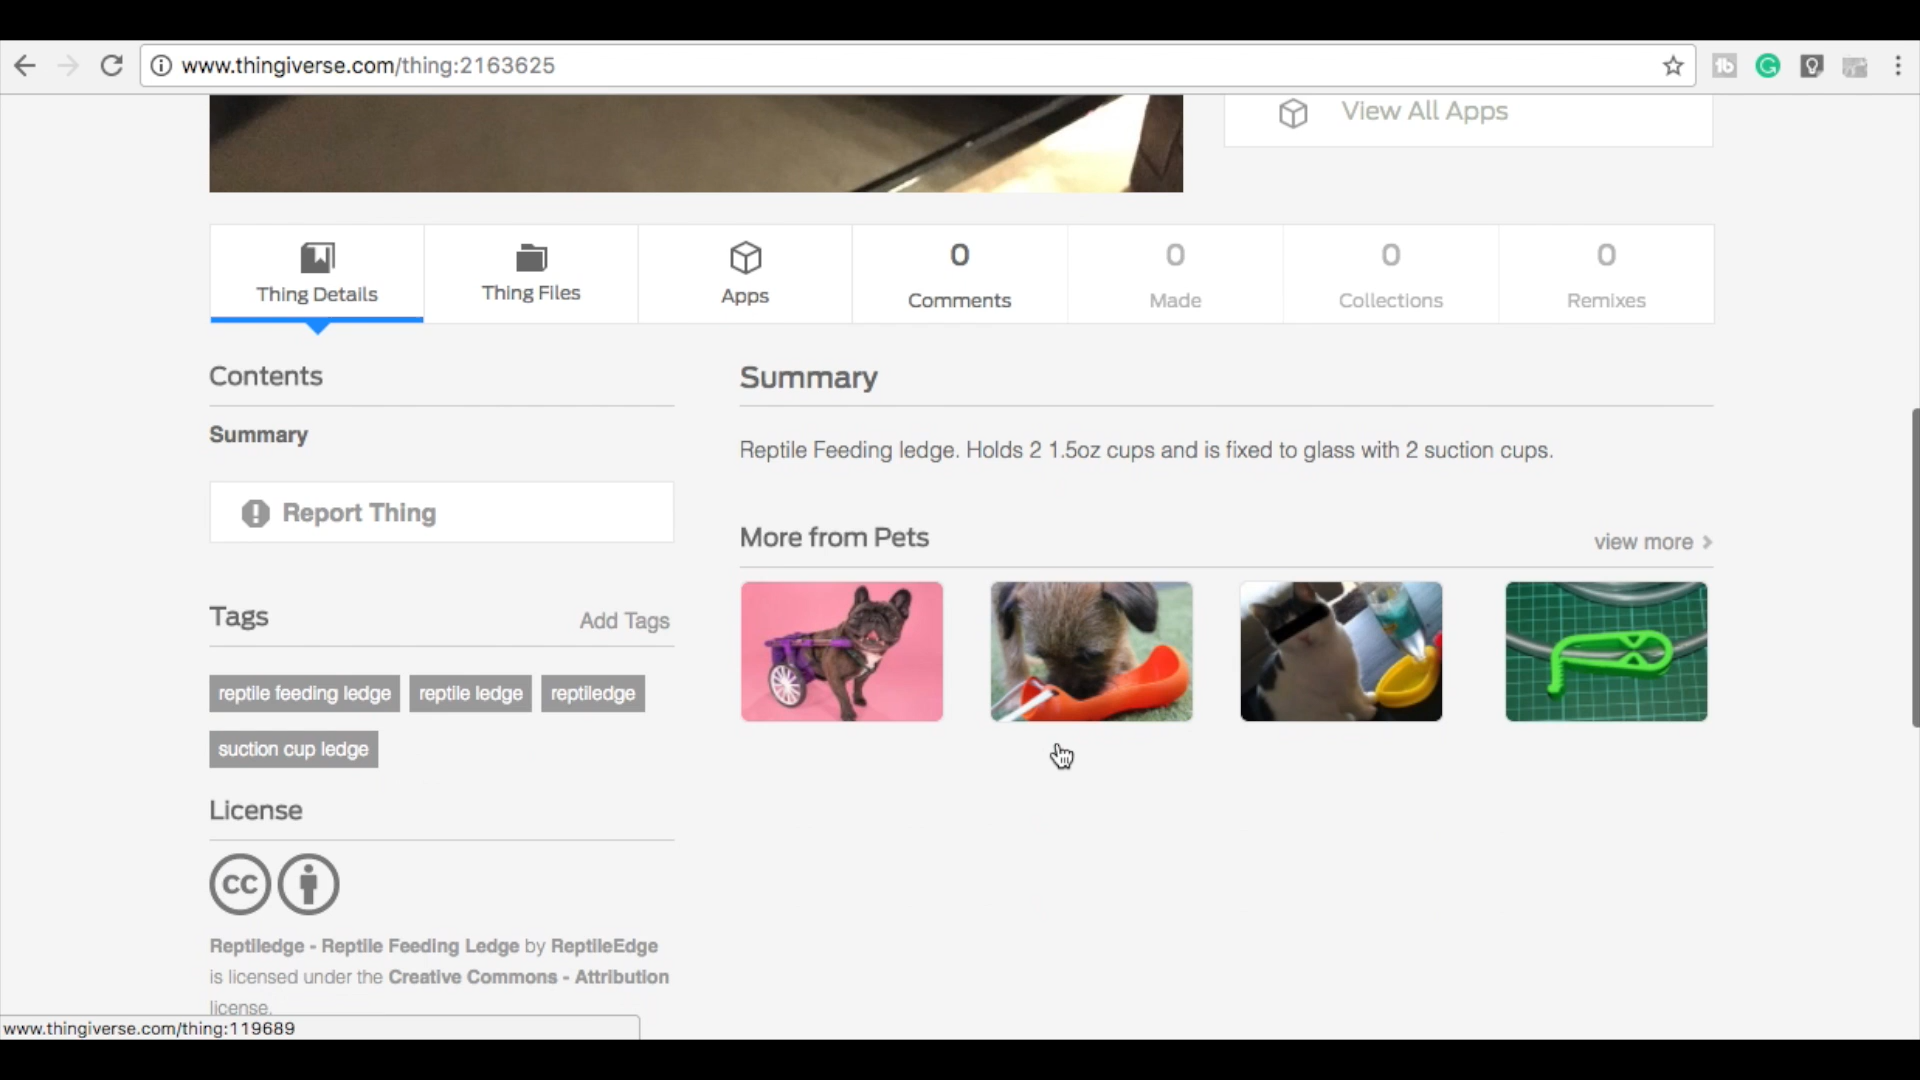 www.thingiverse.com/thing:2163625
View All Apps
Thing Details
Thing Files
Apps
0
Comments
0
Made
0
Collections
0
Remixes
Contents
Summary
Report Thing
Tags
Add Tags
reptile feeding ledge
reptile ledge
reptiledge
suction cup ledge
License
cc
Reptiledge - Reptile Feeding Ledge by ReptileEdge
is licensed under the Creative Commons - Attribution
license.
Summary
Reptile Feeding ledge. Holds 2 1.5oz cups and is fixed to glass with 2 suction cups.
More from Pets
view more
www.thingiverse.com/thing:119689